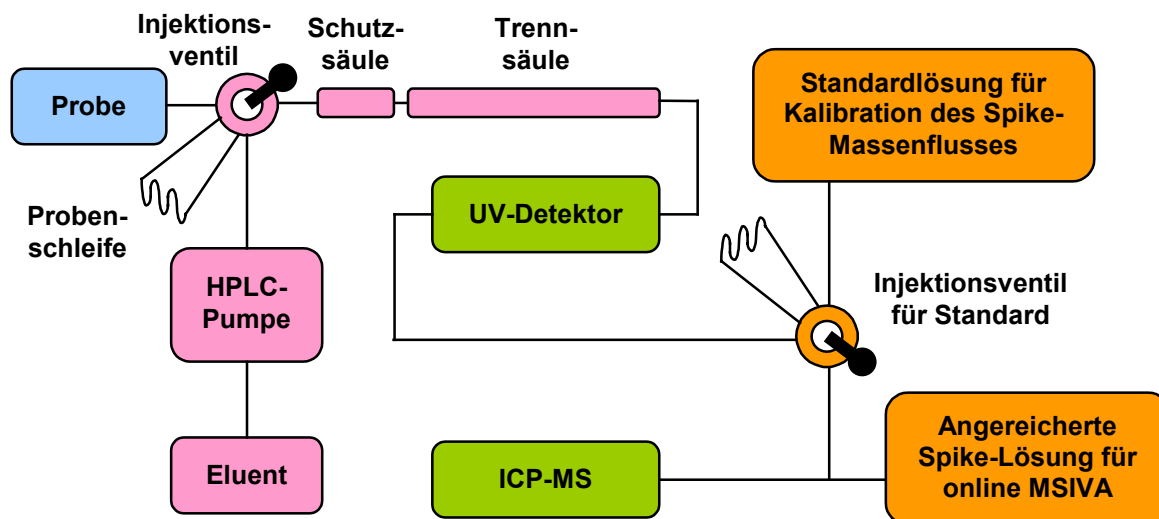 Injektions-
ventil
Schutz-
säule
Trenn-
säule
Probe
Standardlösung für
Kalibration des Spike-
Massenflusses
Proben-
schleife
UV-Detektor
HPLC-
Pumpe
Injektionsventil
für Standard
Eluent
ICP-MS
Angereicherte
Spike-Lösung für
online MSIVA